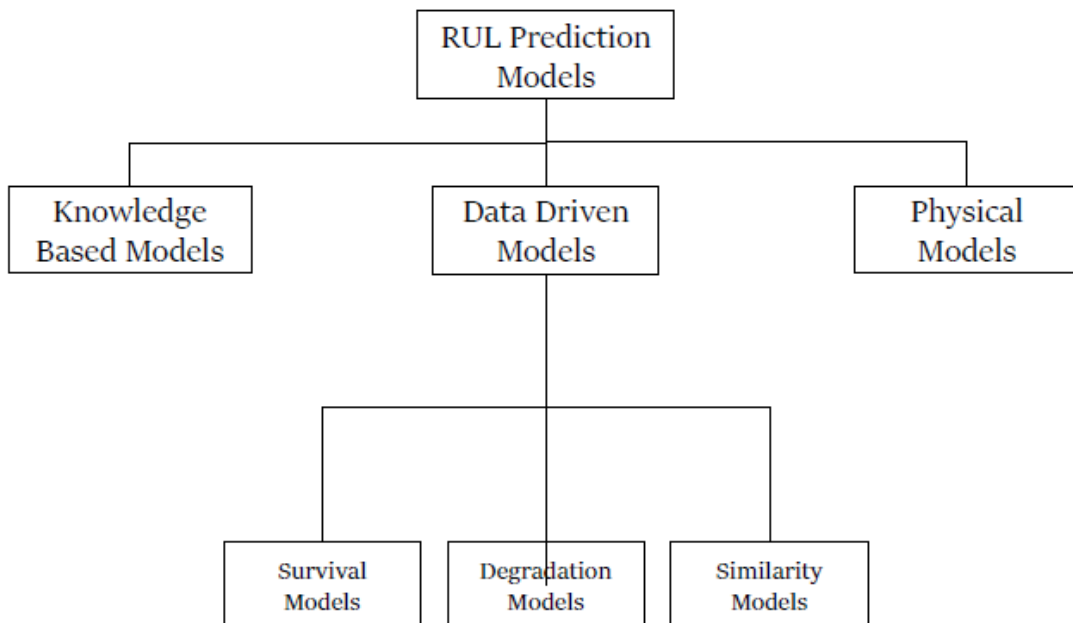 RUL Prediction
Models
Knowledge
Based Models
Data Driven
Models
Physical
Models
Survival
Models
Degradation
Models
Similarity
Models